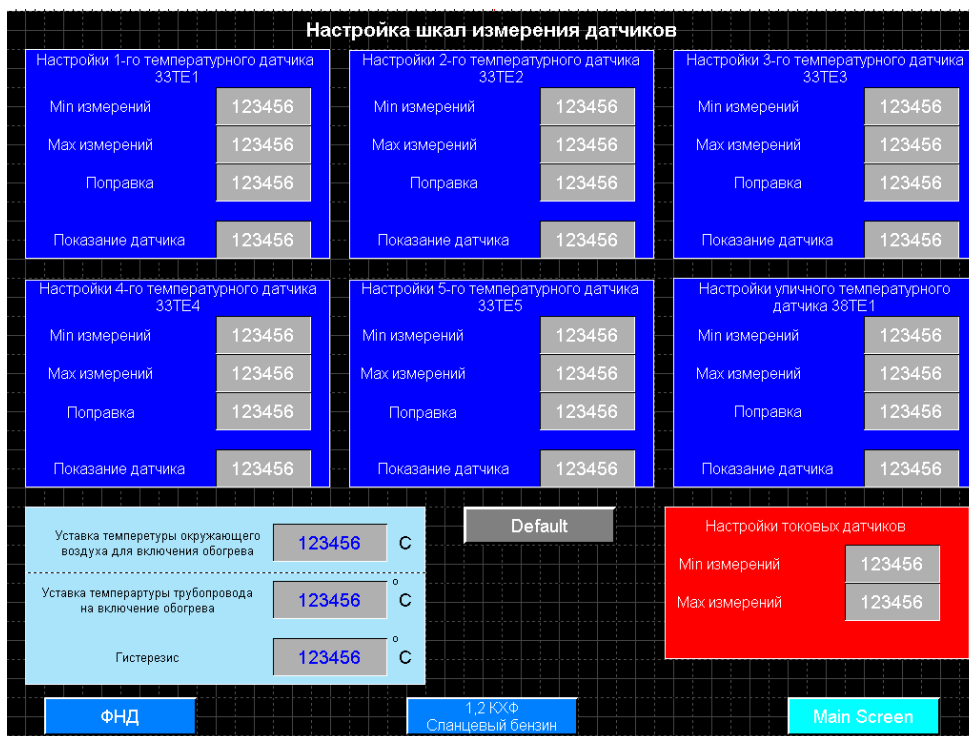 Настройка шкал измерения датчиков
Настройки 1-го температурного датчика
33TE1
Min измерений
123456
Max измерений
123456
Поправка
123456
Показание датчика
123456
Настройки 2-го температурного датчика
33TE2
Min измерений
123456
Max измерений
123456
Поправка
123456
Показание датчика
123456
Настройки 3-го температурного датчика
33TE3
Min измерений
123456
Max измерений
123456
Поправка
123456
Показание датчика
123456
Настройки 4-го температурного датчика
33TE4
Min измерений
123456
Max измерений
123456
Поправка
123456
Показание датчика
123456
Настройки 5-го температурного датчика
33TE5
Min измерений
123456
Max измерений
123456
Поправка
123456
Показание датчика
123456
Настройки уличного температурного
датчика 38TE1
Min измерений
123456
Max измерений
123456
Поправка
123456
Показание датчика
123456
Уставка темперетуры окружающего
воздуха для включения обогрева
123456 C
Уставка темперартуры трубопровода
на включение обогрева
123456 °C
Гистерезис
123456 °C
Default
Настройки токовых датчиков
Min измерений
123456
Max измерений
123456
ФНД
1,2 КХФ
Сланцевый бензин
Main Screen